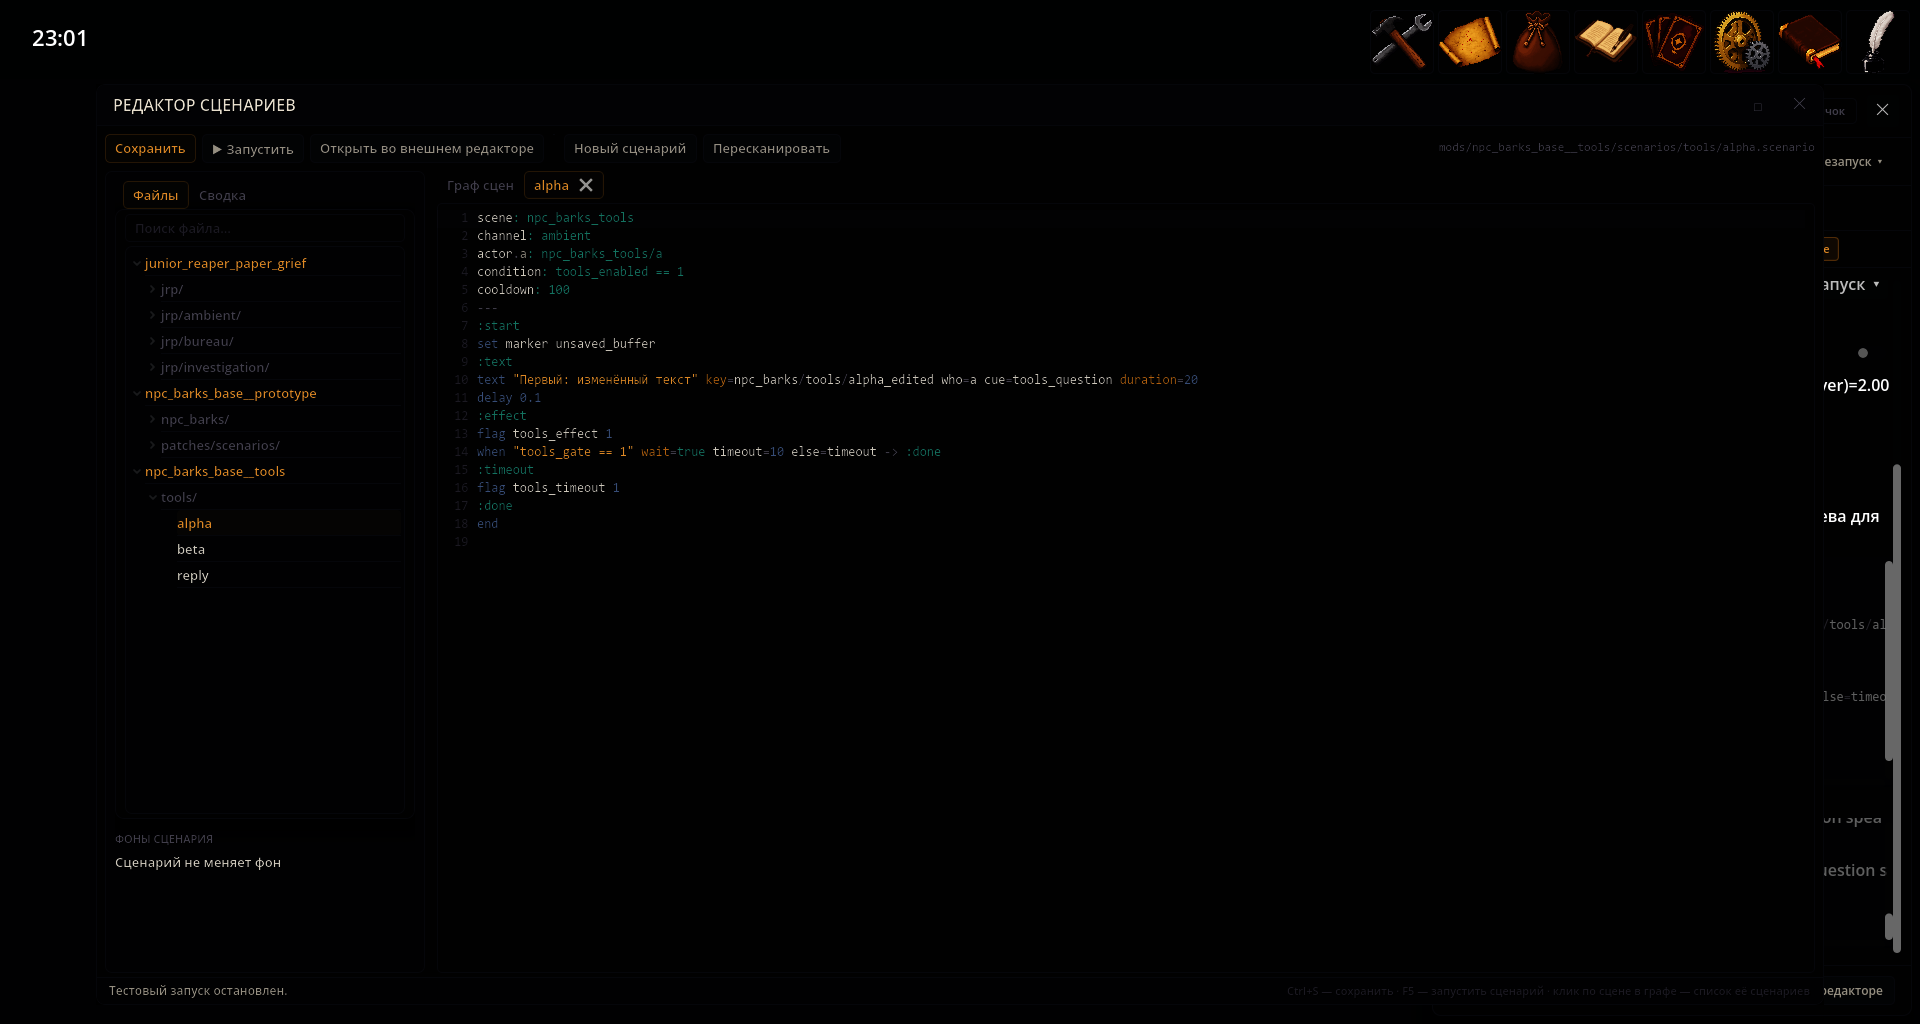 23:01
РЕДАКТОР СЦЕНАРИЕВ
чок
Сохранить
▶ Запустить
Открыть во внешнем редакторе
Новый сценарий
Пересканировать
mods/npc_barks_base__tools/scenarios/tools/alpha.scenario
езапуск
Файлы
Сводка
Граф сцен
alpha
Поиск файла...
junior_reaper_paper_grief
jrp/
jrp/ambient/
jrp/bureau/
jrp/investigation/
npc_barks_base__prototype
npc_barks/
patches/scenarios/
npc_barks_base__tools
tools/
alpha
beta
reply
1 scene: npc_barks_tools
2 channel: ambient
3 actor.a: npc_barks_tools/a
4 condition: tools_enabled == 1
5 cooldown: 100
6 ---
7 :start
8 set marker unsaved_buffer
9 :text
10 text "Первый: изменённый текст" key=npc_barks/tools/alpha_edited who=a cue=tools_question duration=20
11 delay 0.1
12 :effect
13 flag tools_effect 1
14 when "tools_gate == 1" wait=true timeout=10 else=timeout -> :done
15 :timeout
16 flag tools_timeout 1
17 :done
18 end
19
е
апуск
ver)=2.00
ева для
/tools/al
lse=timeo
on spea
uestion s
ФОНЫ СЦЕНАРИЯ
Сценарий не меняет фон
Тестовый запуск остановлен.
Ctrl+S — сохранить · F5 — запустить сценарий · клик по сцене в графе — список её сценариев
редакторе